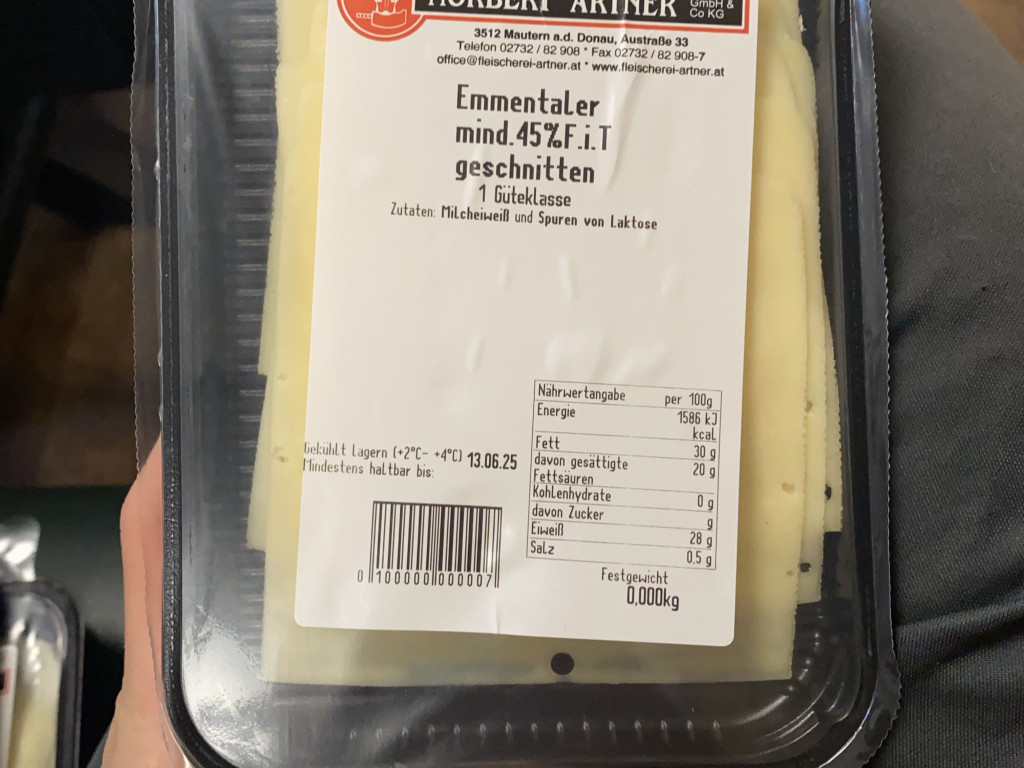 NORBERT ARTNER GmbH & Co KG
3512 Mautern a.d. Donau, Austraße 33
Telefon 02732 / 82 908 * Fax 02732 / 82 908-7
office@fleischerei-artner.at * www.fleischerei-artner.at
Emmentaler
mind.45%F.i.T
geschnitten
1 Güteklasse
Zutaten: Milcheiweiß und Spuren von Laktose
Nährwertangabe per 100g
Energie 1586 kJ
kcal
Fett 30 g
davon gesättigte 20 g
Fettsäuren
Kohlenhydrate 0 g
davon Zucker g
Eiweiß 28 g
Salz 0,5 g
Gekühlt Lagern (+2°C- +4°C) 13.06.25
Mindestens haltbar bis:
0 100000 000007
Festgewicht
0,000kg